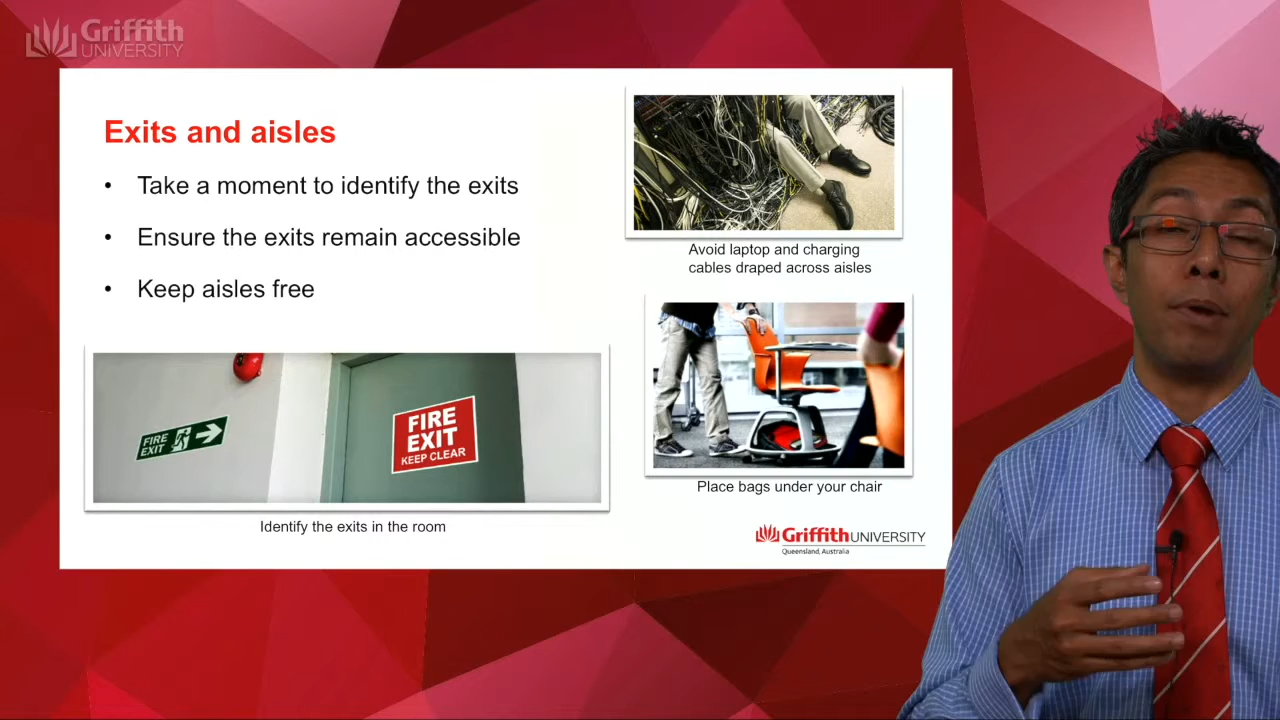 Griffith
UNIVERSITY
Exits and aisles
• Take a moment to identify the exits
• Ensure the exits remain accessible
• Keep aisles free
FIRE
EXIT
FIRE
EXIT
KEEP CLEAR
Identify the exits in the room
Avoid laptop and charging
cables draped across aisles
Place bags under your chair
Griffith UNIVERSITY
Queensland, Australia